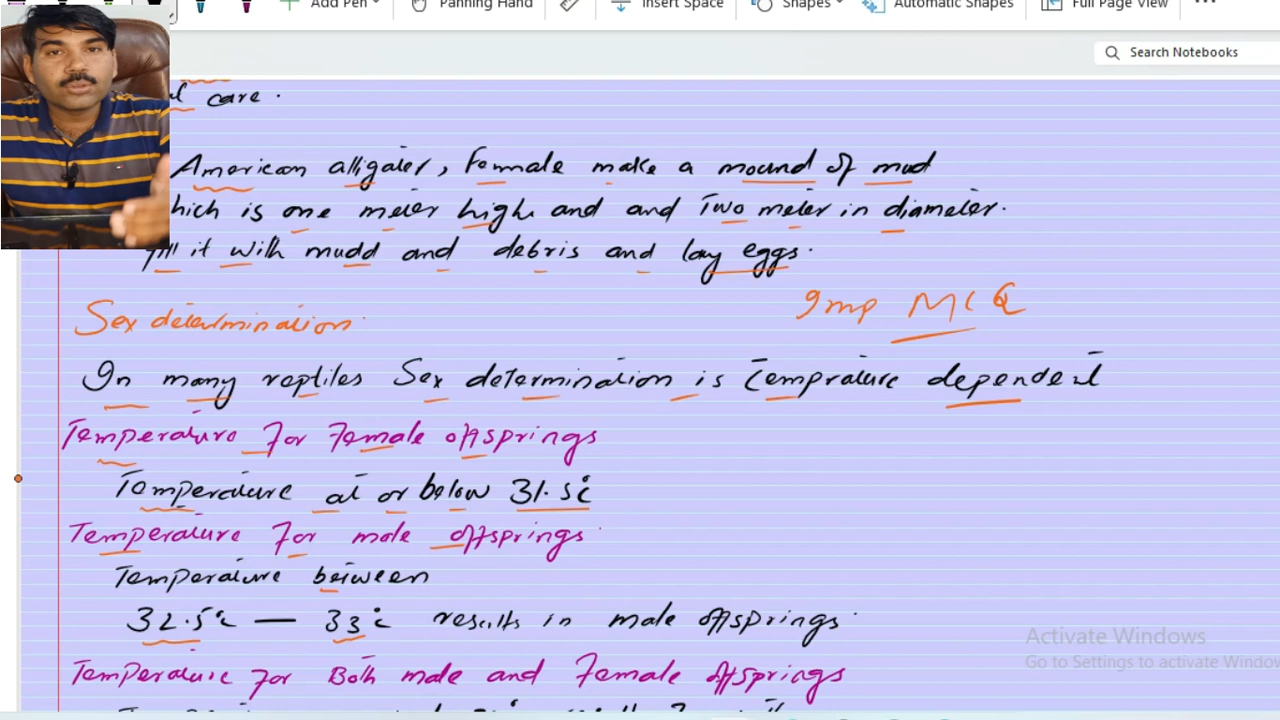 Add Pen
Panning Hand
Insert Space
Shapes
Automatic Shapes
Full Page View
Search Notebooks
care.
American alligater, Female make a mound of mud
hich is one meter high and and Two meter in diameter.
fill it with mudd and debris and lay eggs.
Imp MCQ
Sex determination
In many reptiles Sex determination is Temprature dependent
Temperature For Female offsprings
Temperature at or below 31.5°c
Temperature For male offsprings
Temperature between
32.5°c — 33°c results in male offsprings
Temperature For Both male and Female offsprings
Activate Windows
Go to Settings to activate Window